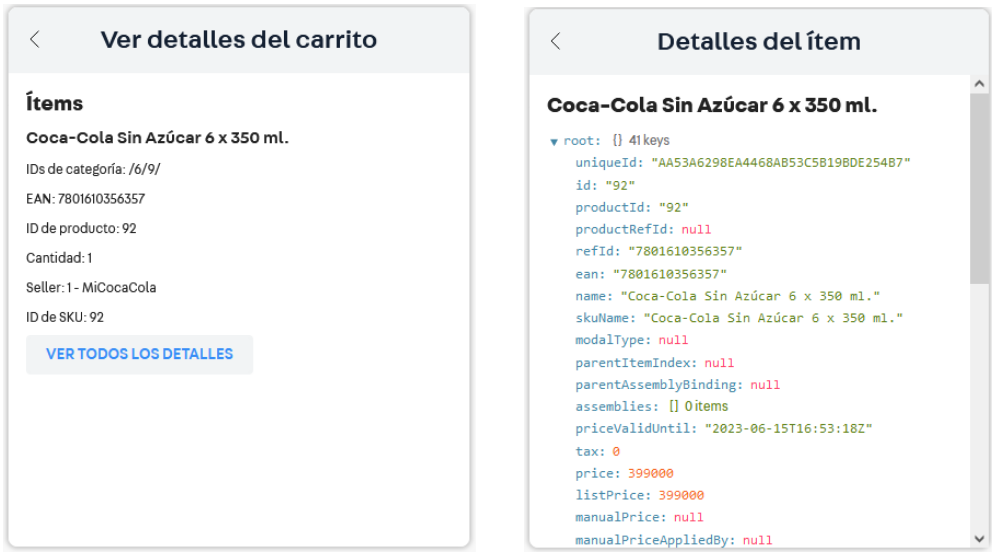 Ver detalles del carrito
Ítems
Coca-Cola Sin Azúcar 6 x 350 ml.
IDs de categoría: /6/9/
EAN: 7801610356357
ID de producto: 92
Cantidad: 1
Seller: 1 - MiCocaCola
ID de SKU: 92
VER TODOS LOS DETALLES
Detalles del ítem
Coca-Cola Sin Azúcar 6 x 350 ml.
root: {} 41 keys
uniqueId: "AA53A6298EA4468AB53C5B19BDE254B7"
id: "92"
productId: "92"
productRefId: null
refId: "7801610356357"
ean: "7801610356357"
name: "Coca-Cola Sin Azúcar 6 x 350 ml."
skuName: "Coca-Cola Sin Azúcar 6 x 350 ml."
modalType: null
parentItemIndex: null
parentAssemblyBinding: null
assemblies: [] 0 items
priceValidUntil: "2023-06-15T16:53:18Z"
tax: 0
price: 399000
listPrice: 399000
manualPrice: null
manualPriceAppliedBy: null